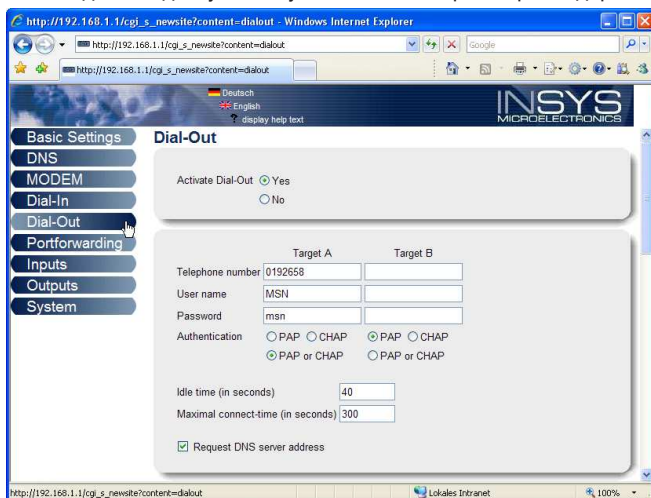 http://192.168.1.1/cgi_s_newsite?content=dialout - Windows Internet Explorer
http://192.168.1.1/cgi_s_newsite?content=dialout
Google
http://192.168.1.1/cgi_s_newsite?content=dialout
Deutsch
English
? display help text
INSYS
MICROELECTRONICS
Basic Settings
DNS
MODEM
Dial-In
Dial-Out
Portforwarding
Inputs
Outputs
System
Dial-Out
Activate Dial-Out Yes
No
Target A Target B
Telephone number 0192658
User name MSN
Password msn
Authentication PAP CHAP PAP CHAP
PAP or CHAP PAP or CHAP
Idle time (in seconds) 40
Maximal connect-time (in seconds) 300
Request DNS server address
http://192.168.1.1/cgi_s_newsite?content=dialout Lokales Intranet 100%